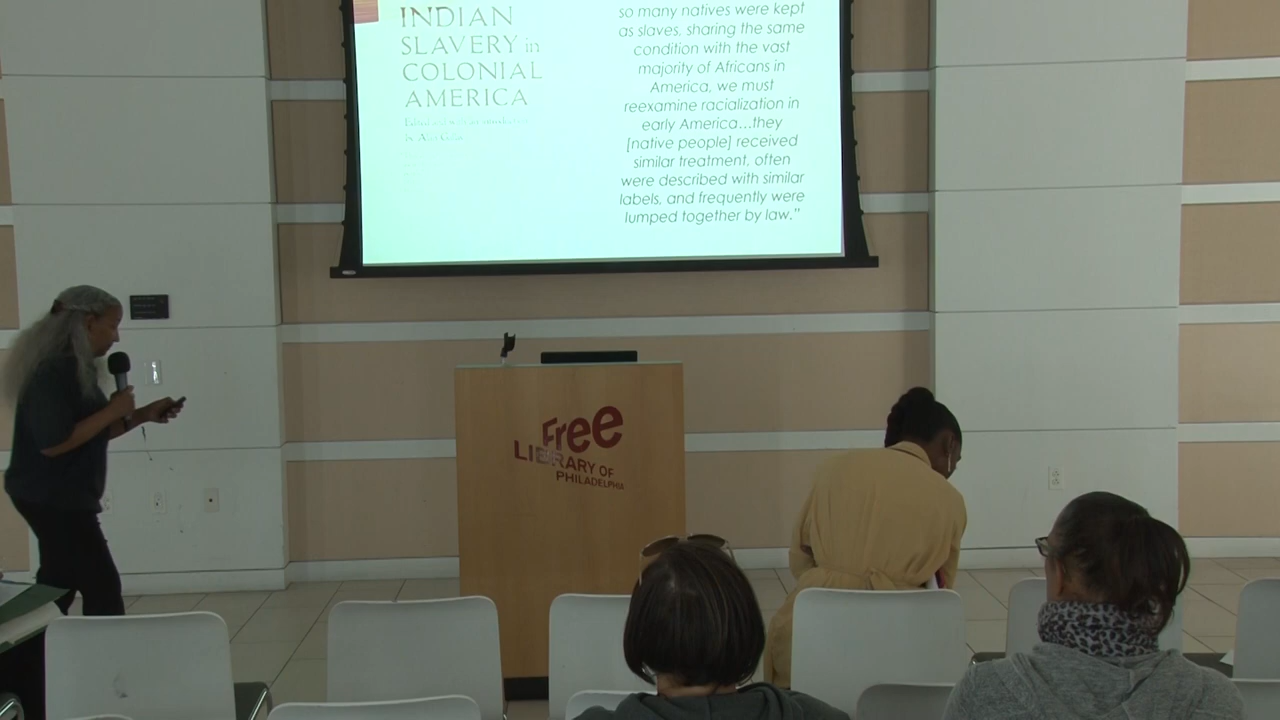 INDIAN
SLAVERY in
COLONIAL
AMERICA
so many natives were kept
as slaves, sharing the same
condition with the vast
majority of Africans in
America, we must
reexamine racialization in
early America…they
[native people] received
similar treatment, often
were described with similar
labels, and frequently were
lumped together by law."
Free
LIBRARY OF
PHILADELPHIA